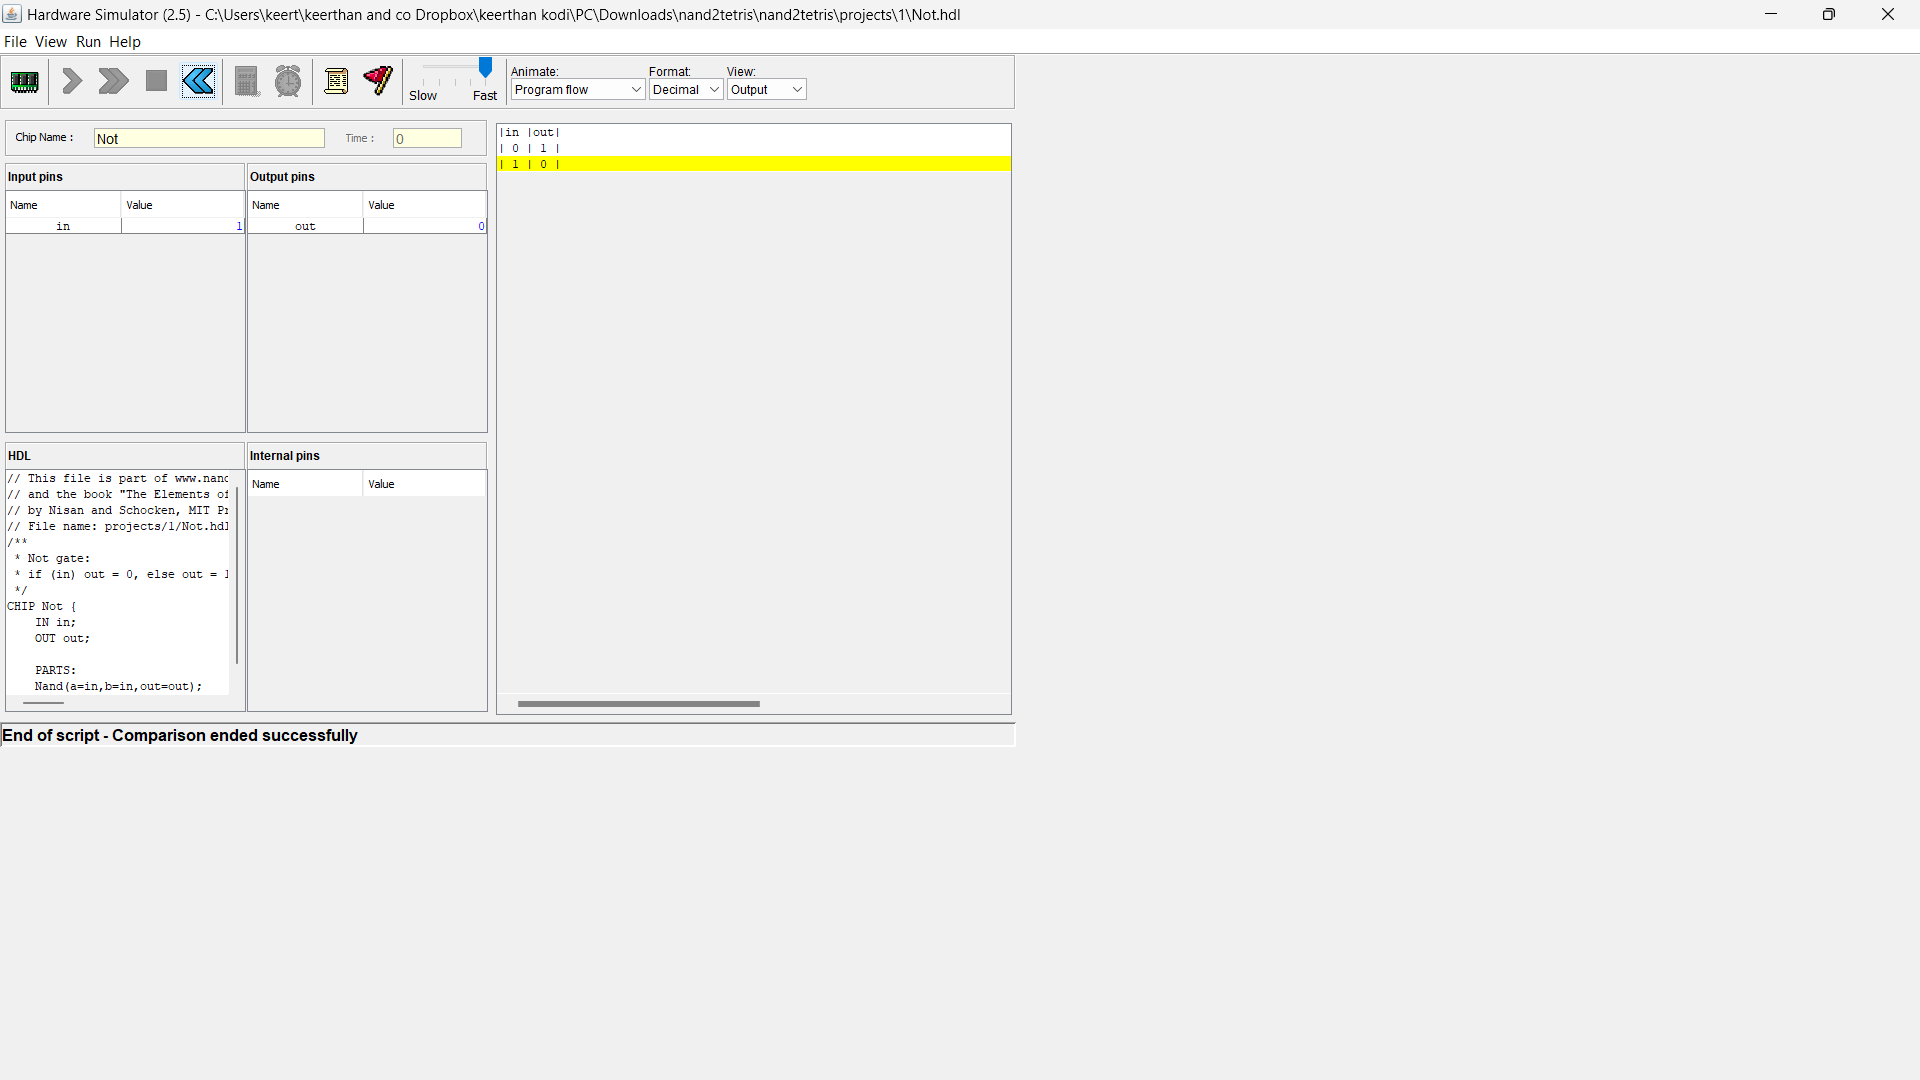 Hardware Simulator (2.5) - C:\Users\keert\keerthan and co Dropbox\keerthan kodi\PC\Downloads\nand2tetris\nand2tetris\projects\1\Not.hdl
File View Run Help
Slow Fast
Animate: Format: View:
Program flow Decimal Output
Chip Name : Not Time : 0
Input pins Output pins
Name Value Name Value
in 1 out 0
|in |out|
| 0 | 1 |
| 1 | 0 |
HDL Internal pins
Name Value
// This file is part of www.nand
// and the book "The Elements of
// by Nisan and Schocken, MIT Pr
// File name: projects/1/Not.hdl
/**
* Not gate:
* if (in) out = 0, else out = 1
*/
CHIP Not {
IN in;
OUT out;
PARTS:
Nand(a=in,b=in,out=out);
End of script - Comparison ended successfully